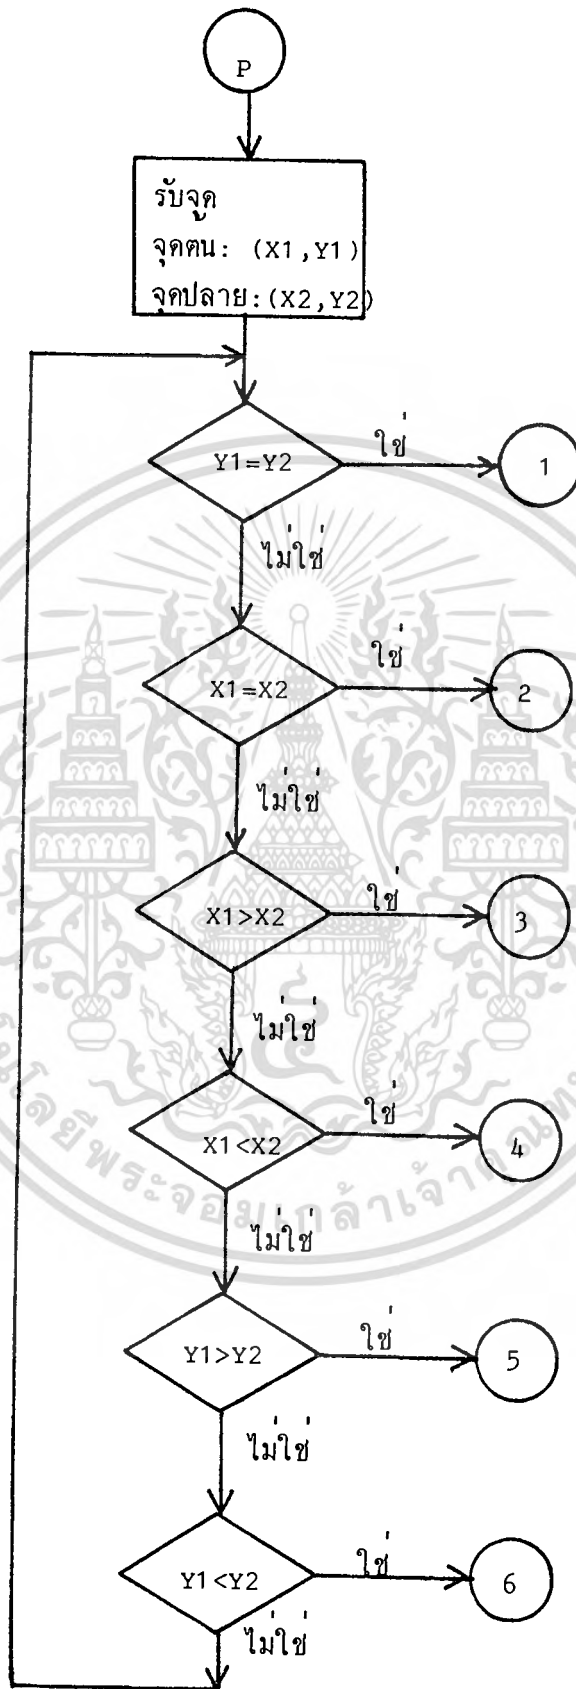 P
รับจุด
จุดตน: (X1,Y1)
จุดปลาย:(X2,Y2)
Y1=Y2
ใช่
1
ไม่ใช่
X1=X2
ใช่
2
ไม่ใช่
X1>X2
ใช่
3
ไม่ใช่
X1<X2
ใช่
4
ไม่ใช่
Y1>Y2
ใช่
5
ไม่ใช่
Y1<Y2
ใช่
6
ไม่ใช่